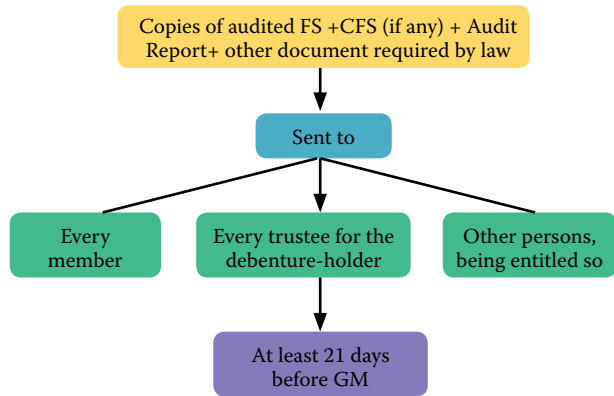 Copies of audited FS +CFS (if any) + Audit
Report+ other document required by law
Sent to
Every
member
Every trustee for the
debenture-holder
Other persons,
being entitled so
At least 21 days
before GM